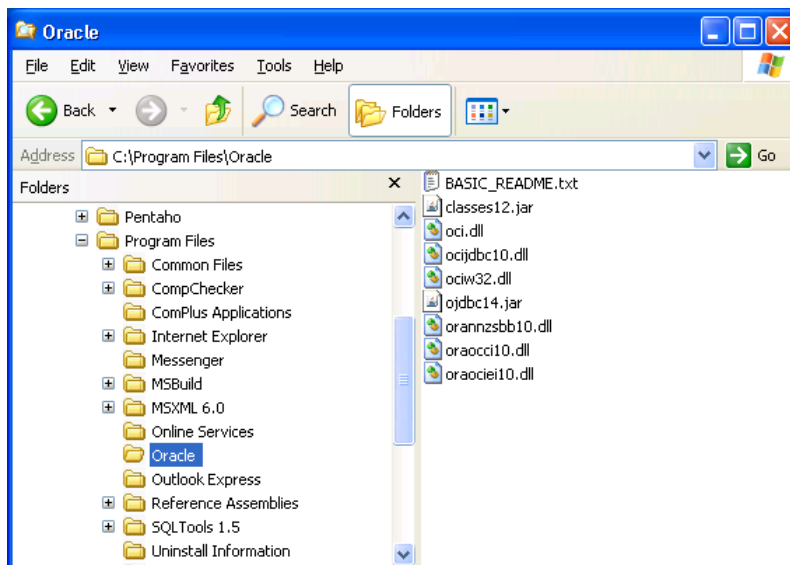 Oracle
File Edit View Favorites Tools Help
Back Search Folders
Address C:\Program Files\Oracle Go
Folders
Pentaho
Program Files
Common Files
CompChecker
ComPlus Applications
Internet Explorer
Messenger
MSBuild
MSXML 6.0
Online Services
Oracle
Outlook Express
Reference Assemblies
SQLTools 1.5
Uninstall Information
BASIC_README.txt
classes12.jar
oci.dll
ocijdbc10.dll
ociw32.dll
ojdbc14.jar
orannzsbb10.dll
oraocci10.dll
oraociei10.dll